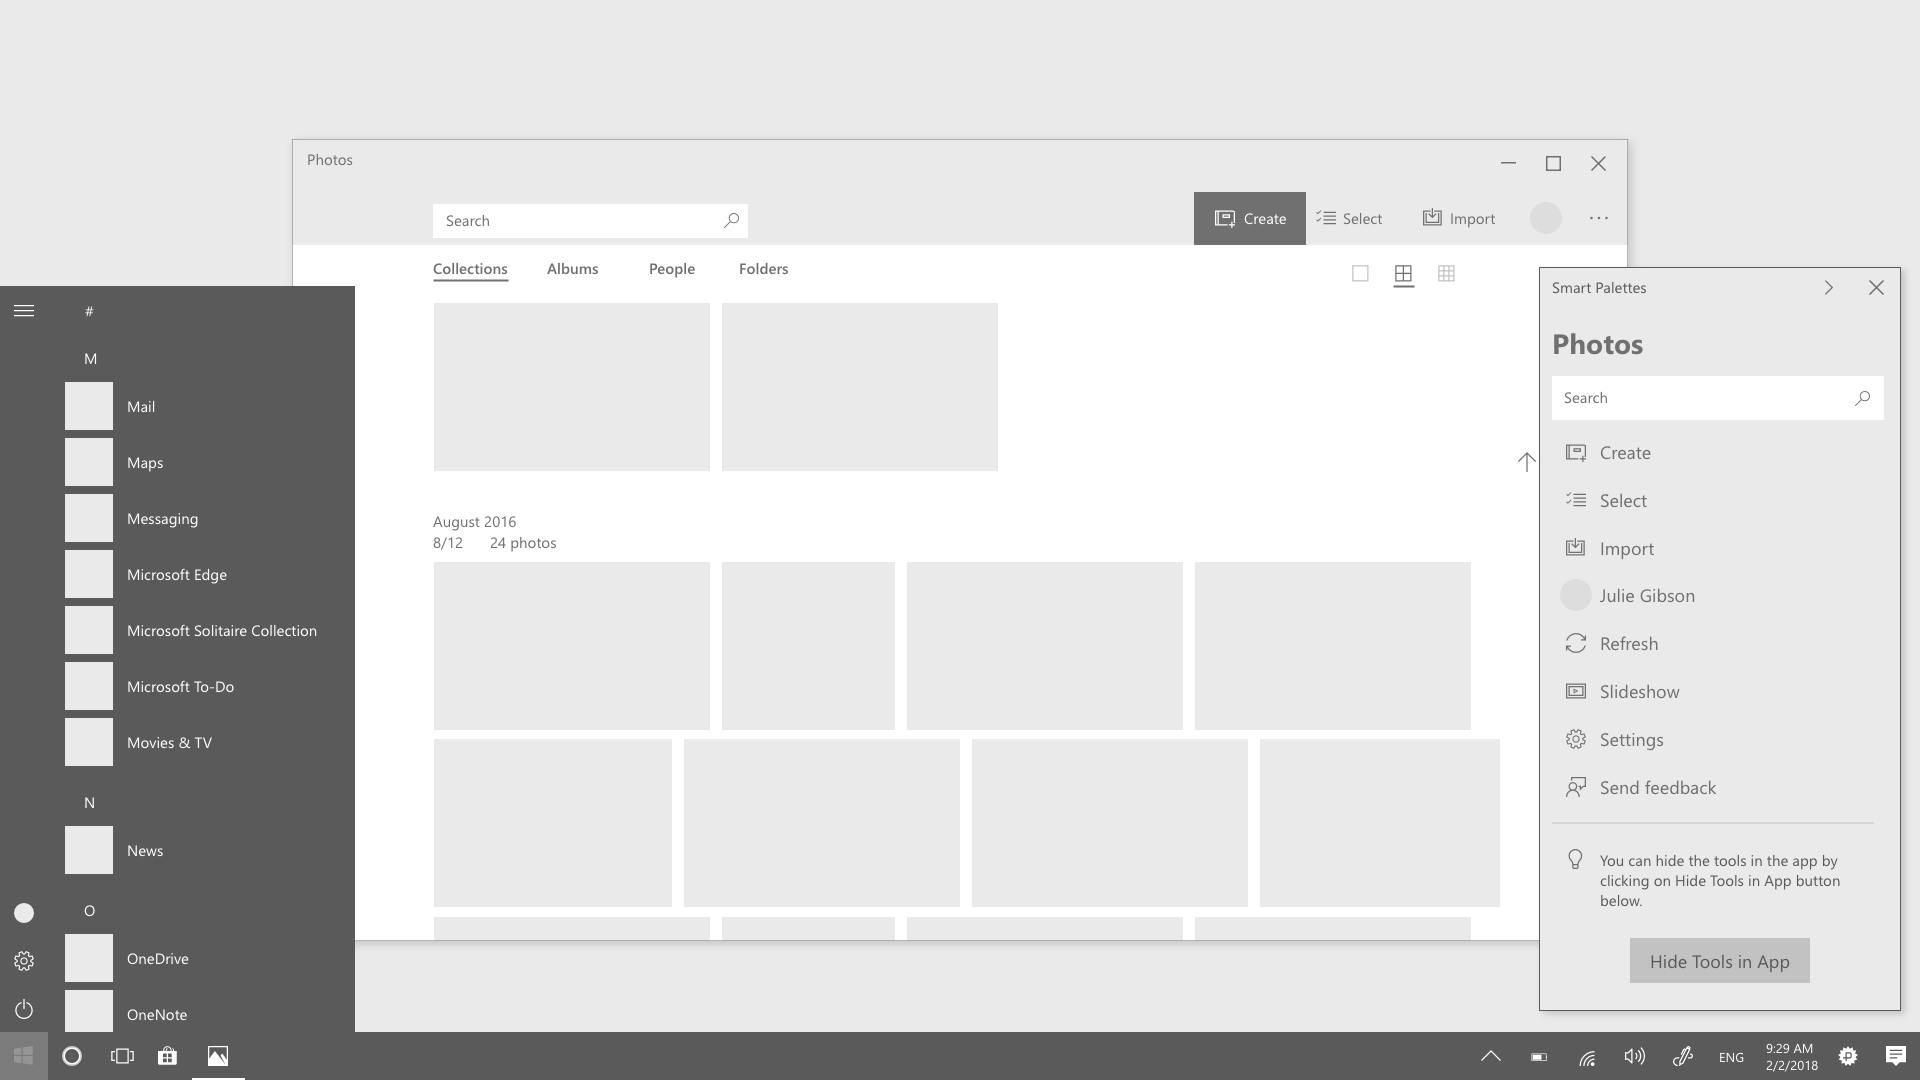 Photos
Search
Create
Select
Import
Collections
Albums
People
Folders
August 2016
8/12 24 photos
#
M
Mail
Maps
Messaging
Microsoft Edge
Microsoft Solitaire Collection
Microsoft To-Do
Movies & TV
N
News
O
OneDrive
OneNote
Smart Palettes
Photos
Search
Create
Select
Import
Julie Gibson
Refresh
Slideshow
Settings
Send feedback
You can hide the tools in the app by
clicking on Hide Tools in App button
below.
Hide Tools in App
ENG
9:29 AM
2/2/2018